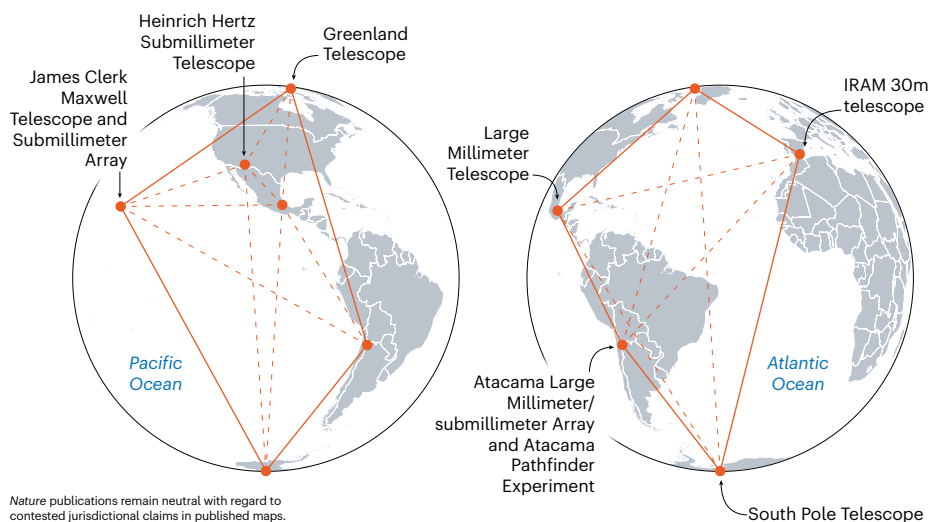 James Clerk
Maxwell
Telescope and
Submillimeter
Array
Heinrich Hertz
Submillimeter
Telescope
Greenland
Telescope
Pacific
Ocean
Large
Millimeter
Telescope
IRAM 30m
telescope
Atlantic
Ocean
Atacama Large
Millimeter/
submillimeter Array
and Atacama
Pathfinder
Experiment
South Pole Telescope
Nature publications remain neutral with regard to
contested jurisdictional claims in published maps.